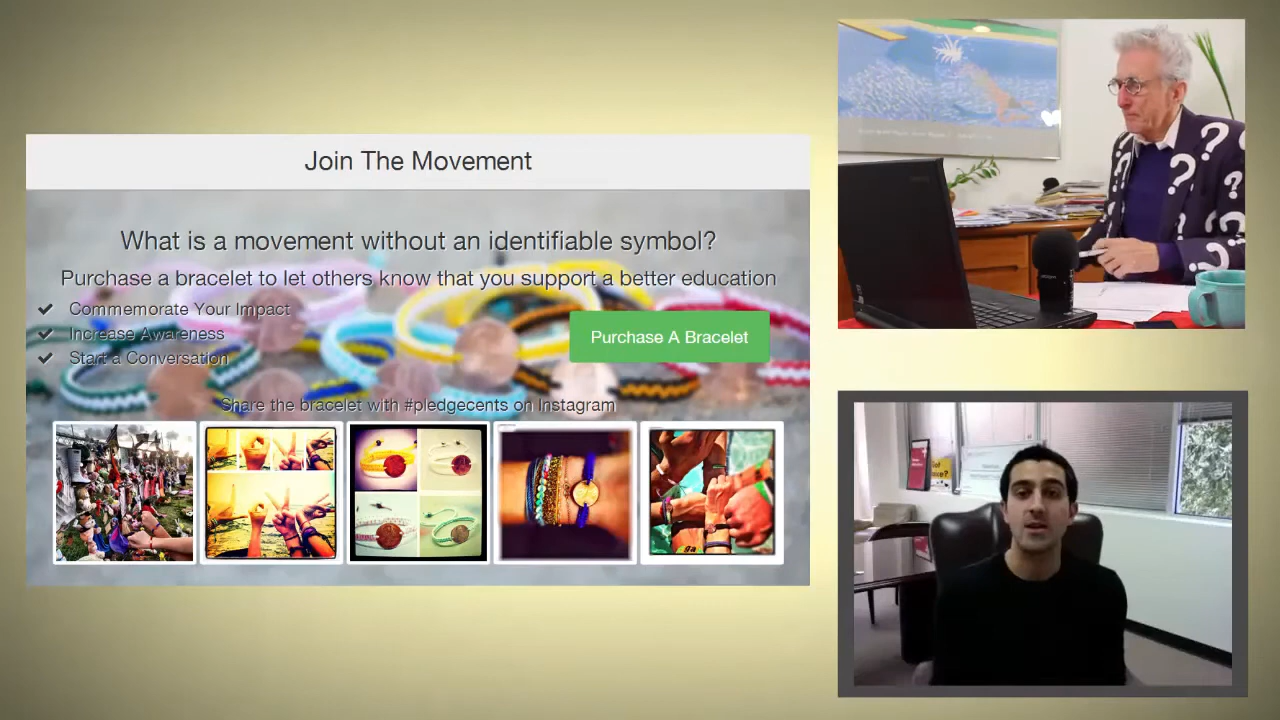 Join The Movement
What is a movement without an identifiable symbol?
Purchase a bracelet to let others know that you support a better education
Commemorate Your Impact
Increase Awareness
Start a Conversation
Purchase A Bracelet
Share the bracelet with #pledgecents on Instagram